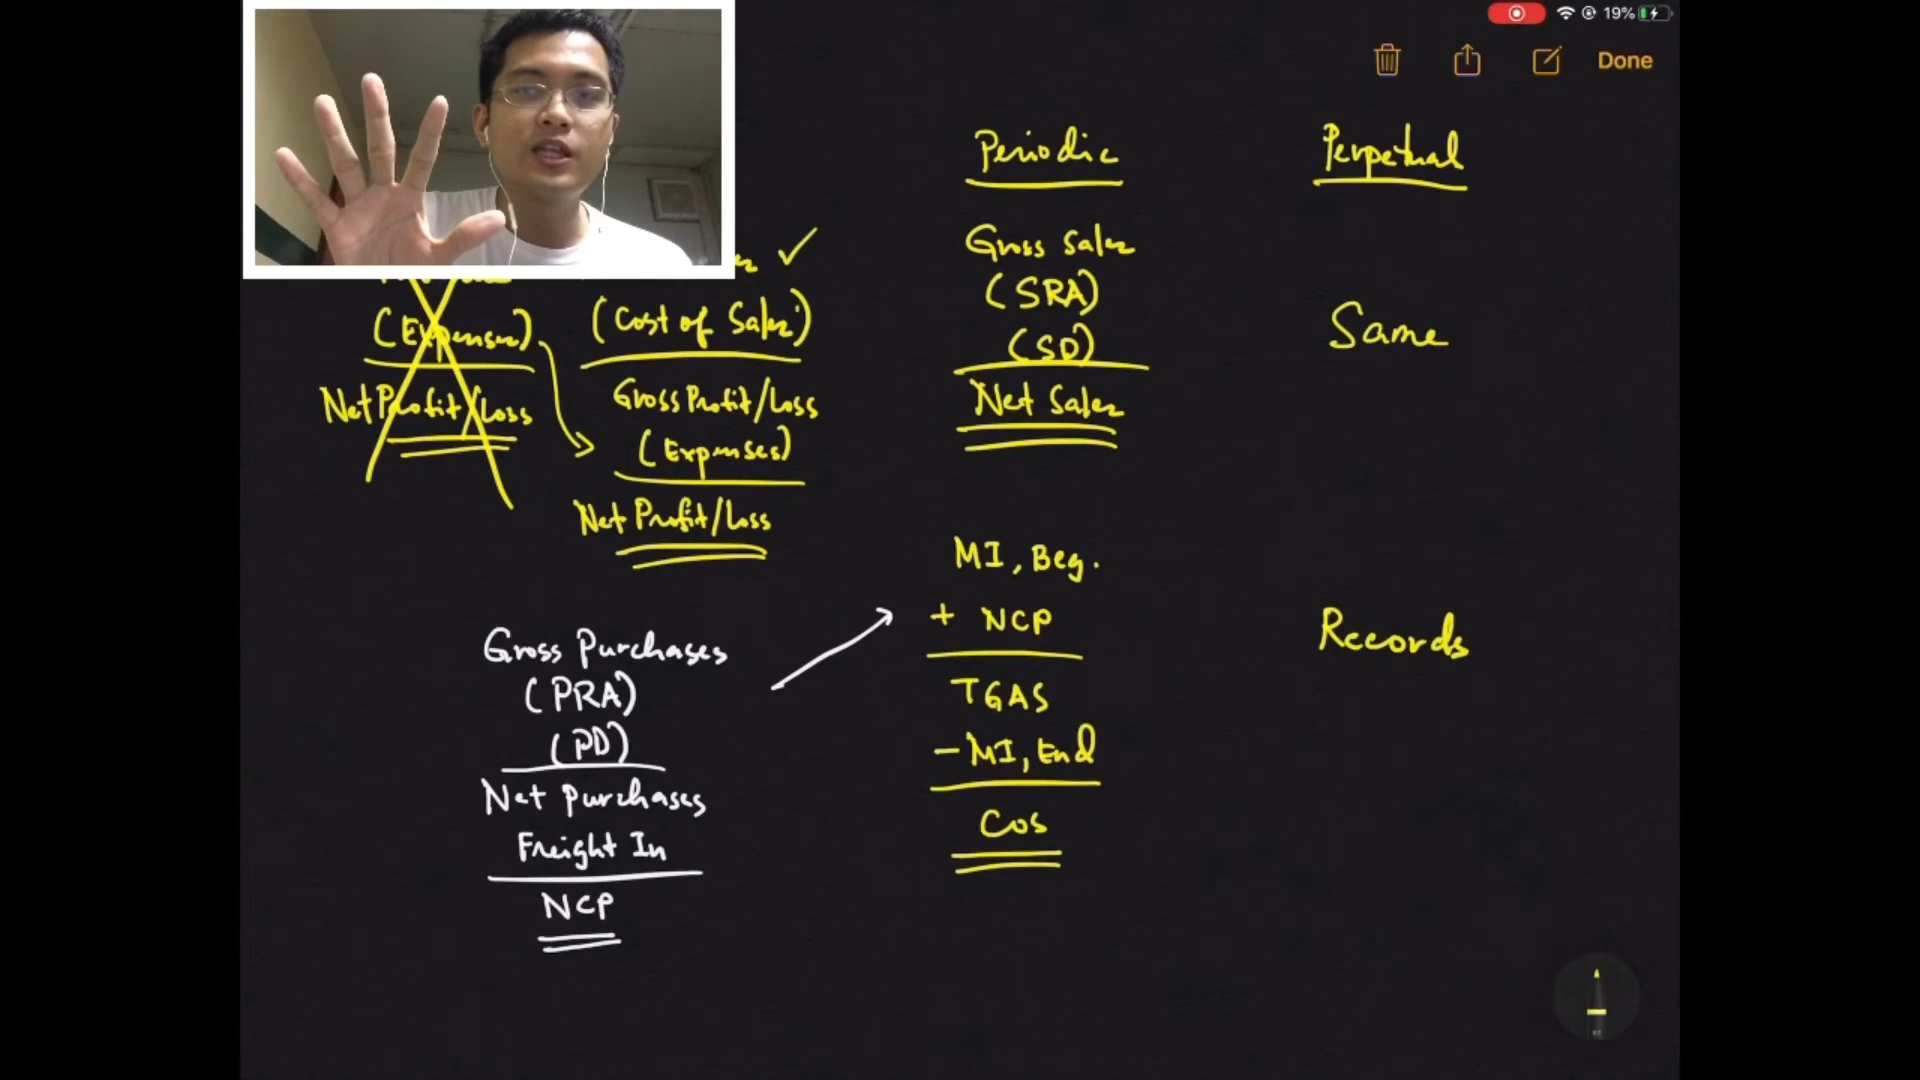 19%
Done
Periodic
Perpetual
Gross Sales
(SRA)
(SD)
Net Sales
Same
(Expenses)
Net Profit/Loss
(Cost of Sales)
Gross Profit/Loss
(Expenses)
Net Profit/Loss
MI, Beg.
+ NCP
TGAS
- MI, End
COS
Records
Gross Purchases
(PRA)
(PD)
Net Purchases
Freight In
NCP